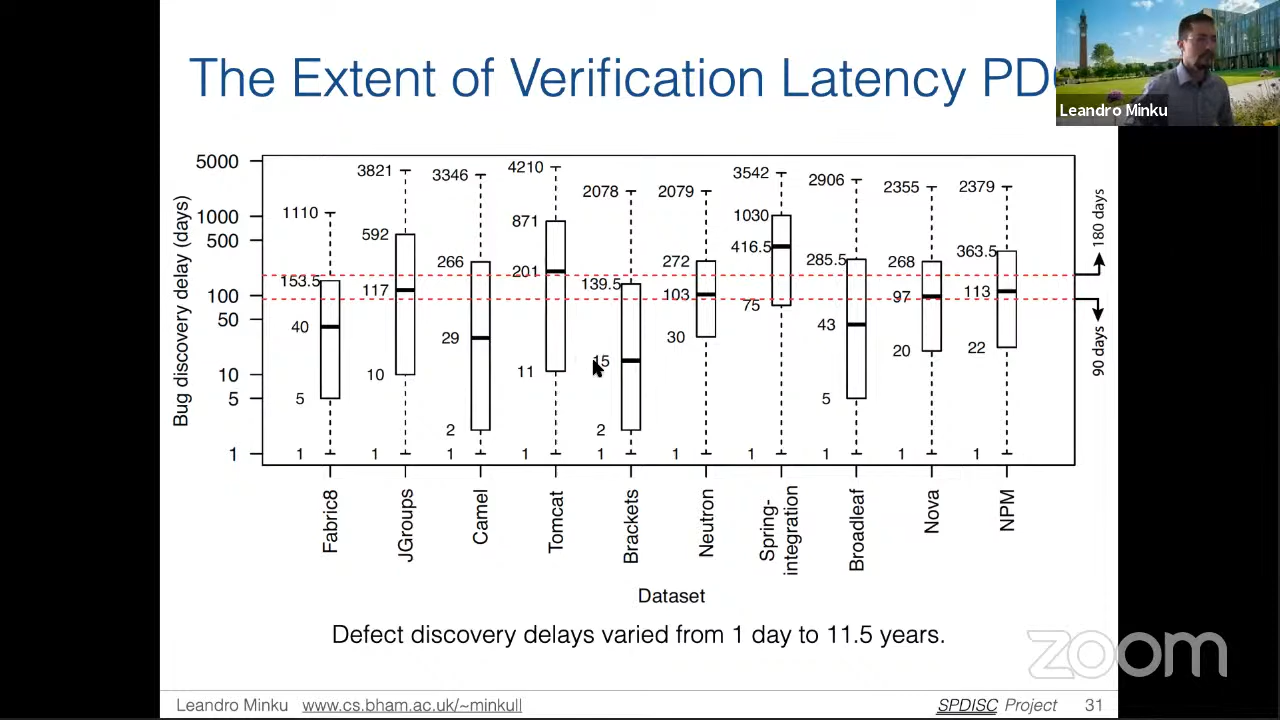 The Extent of Verification Latency PD
Leandro Minku
Bug discovery delay (days)
5000
1000
500
100
50
10
5
1
1110
153.5
40
5
1
3821
592
117
10
1
3346
266
29
2
1
4210
871
201
11
1
2078
139.5
15
2
1
2079
272
103
30
1
3542
1030
416.5
75
1
2906
285.5
43
5
1
2355
268
97
20
1
2379
363.5
113
22
1
180 days
90 days
Fabric8
JGroups
Camel
Tomcat
Brackets
Neutron
Spring-
integration
Broadleaf
Nova
NPM
Dataset
Defect discovery delays varied from 1 day to 11.5 years.
zoom
Leandro Minku www.cs.bham.ac.uk/~minkull
SPDISC Project 31